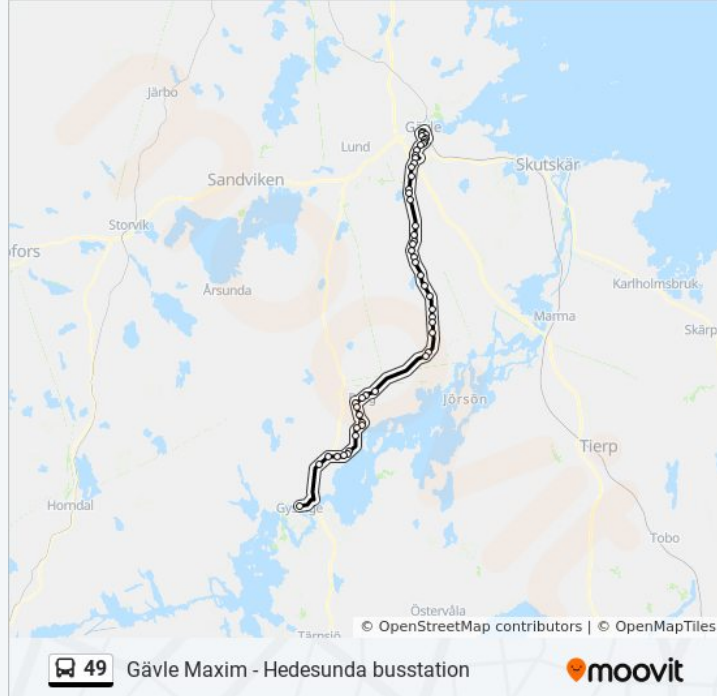 Järbo
Gävle
Lund
Skutskär
Sandviken
Storvik
ofors
Årsunda
Karlholmsbruk
Marma
Skärp
Jörsön
Tierp
Horndal
Tobo
Östervåla
Tärnsjö
© OpenStreetMap contributors | © OpenMapTiles
49 Gävle Maxim - Hedesunda busstation
moovit